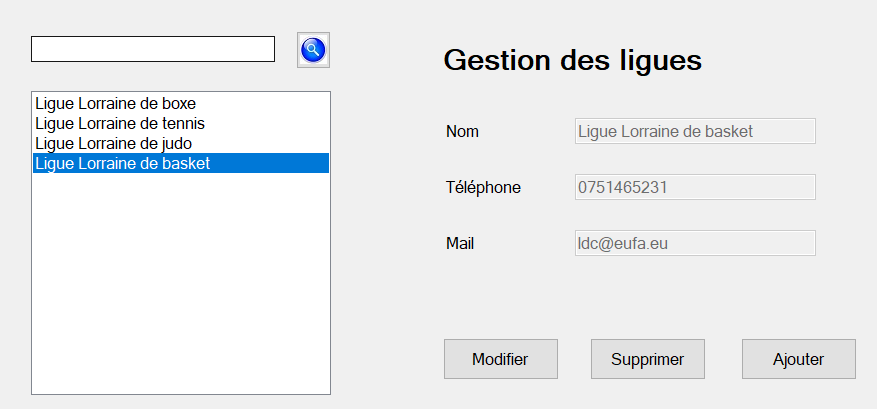 Ligue Lorraine de boxe
Ligue Lorraine de tennis
Ligue Lorraine de judo
Ligue Lorraine de basket
Gestion des ligues
Nom Ligue Lorraine de basket
Téléphone 0751465231
Mail ldc@eufa.eu
Modifier Supprimer Ajouter